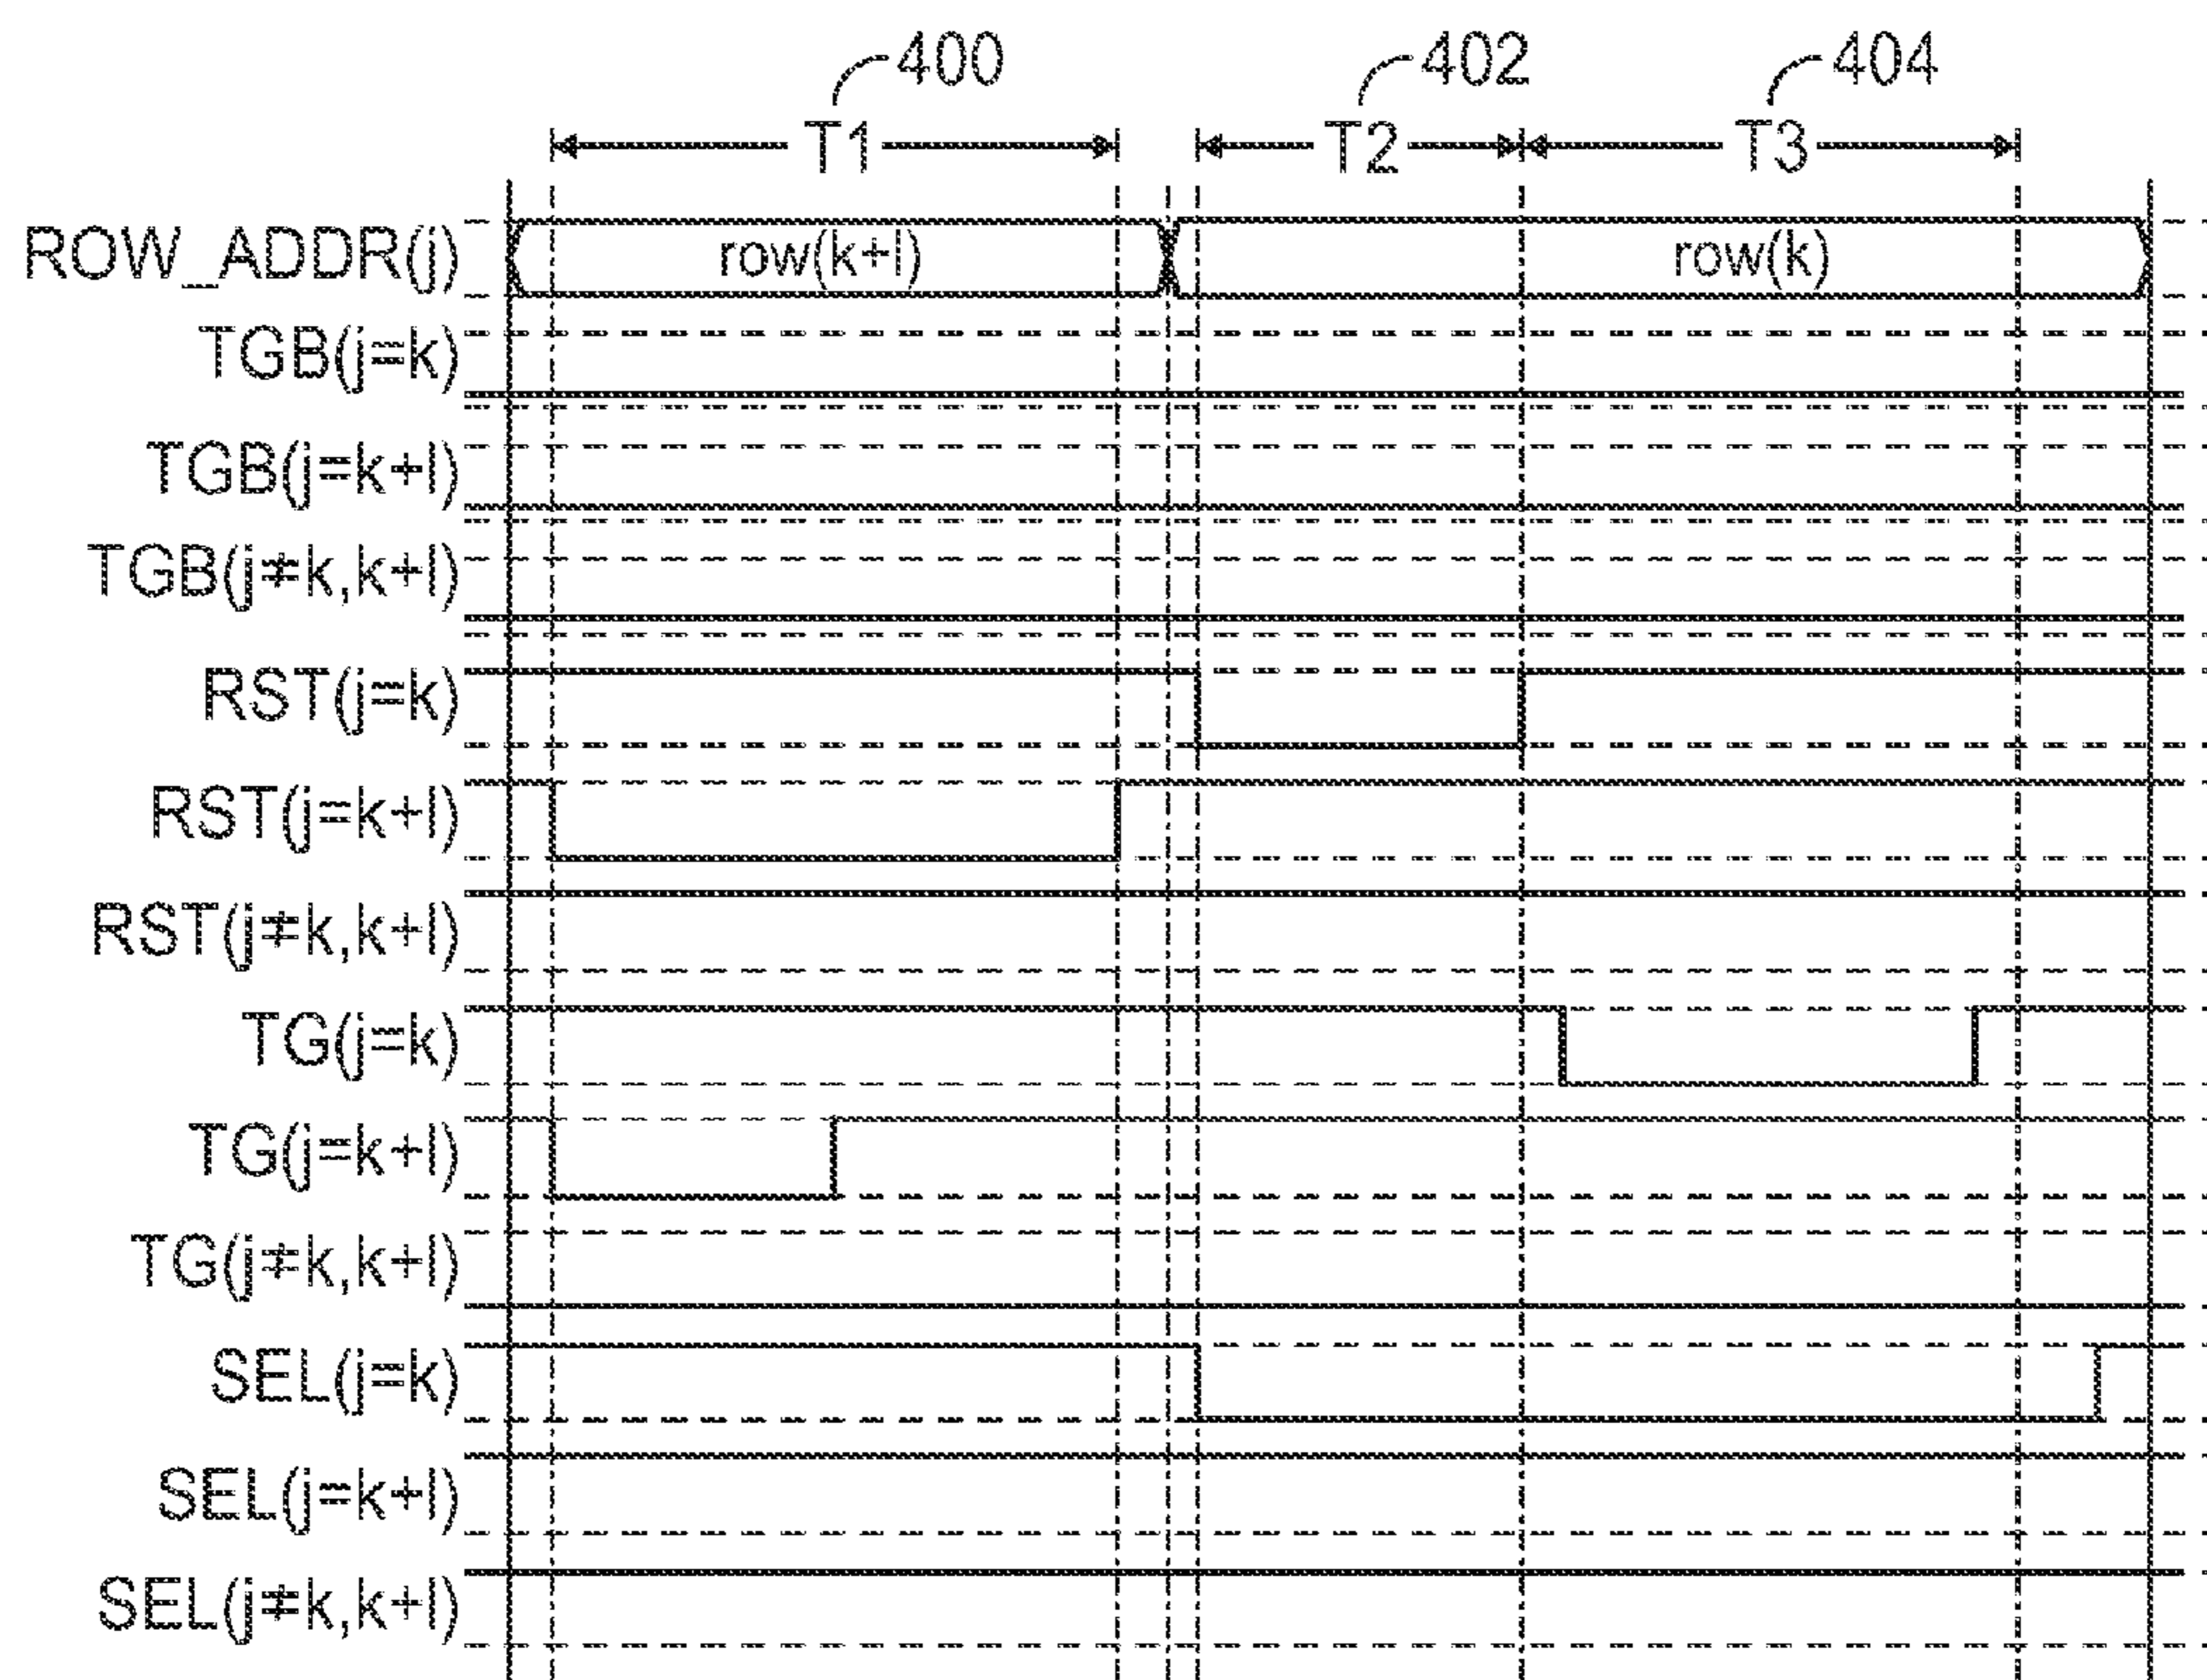 400 402 404
T1 T2 T3
ROW_ADDR(j) row(k+l) row(k)
TGB(j=k)
TGB(j=k+l)
TGB(j≠k,k+l)
RST(j=k)
RST(j=k+l)
RST(j≠k,k+l)
TG(j=k)
TG(j=k+l)
TG(j≠k,k+l)
SEL(j=k)
SEL(j=k+l)
SEL(j≠k,k+l)